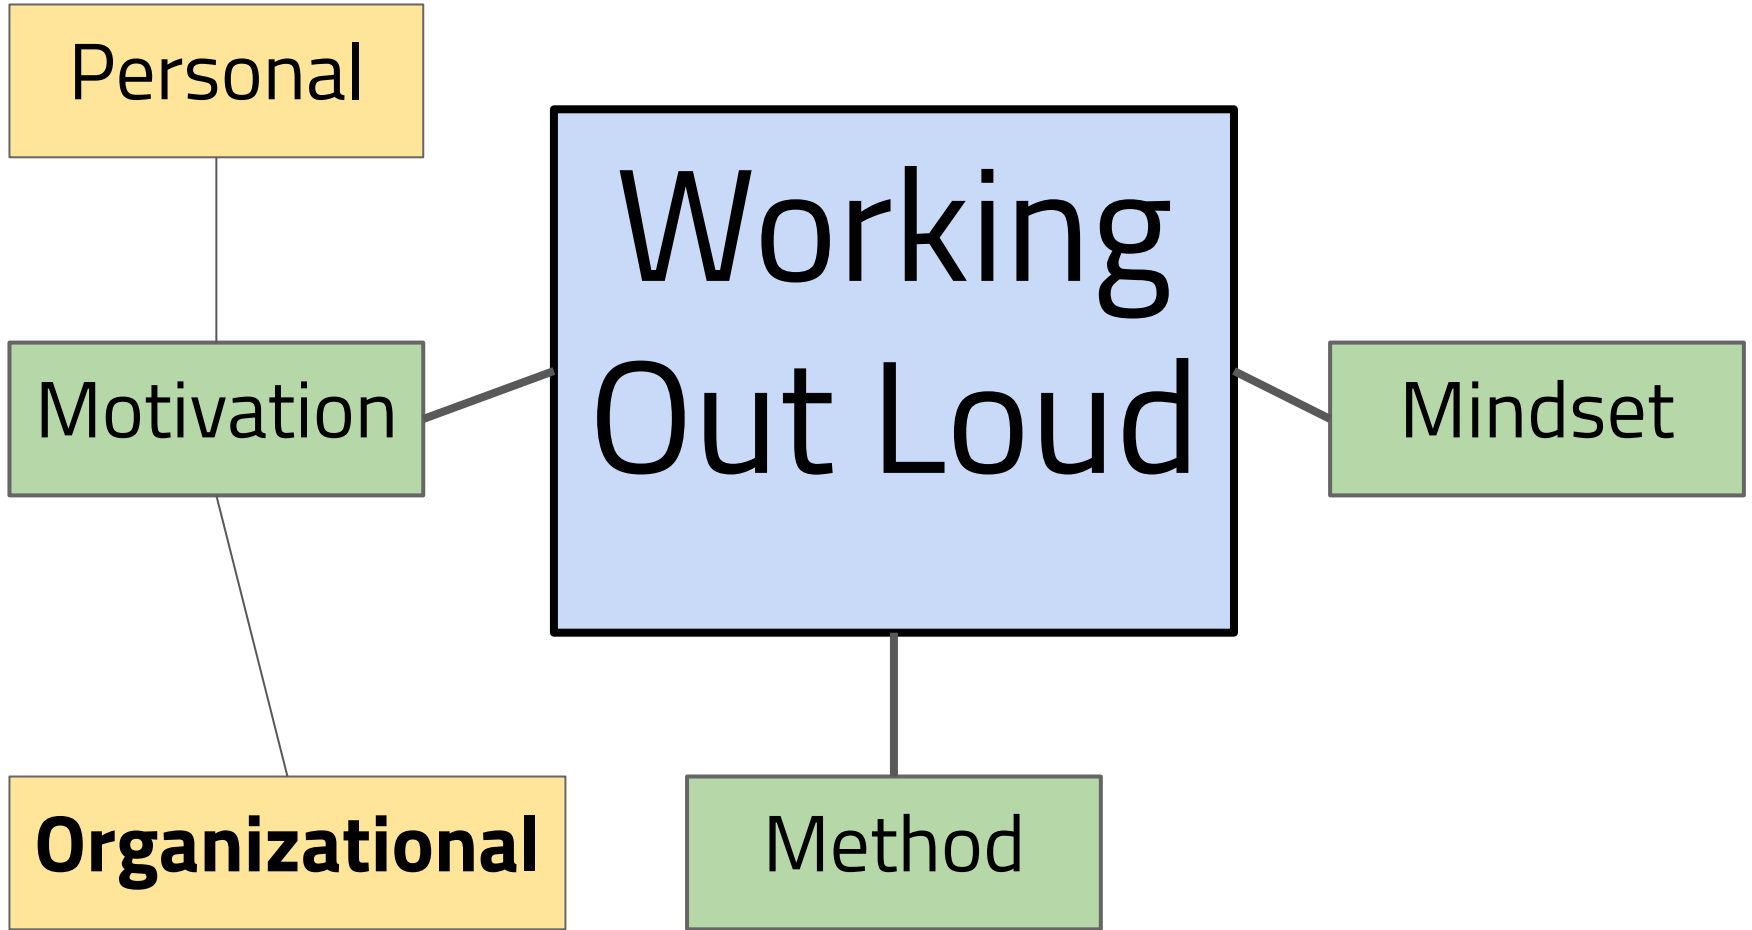 Personal
Working
Out Loud
Motivation
Mindset
Organizational
Method